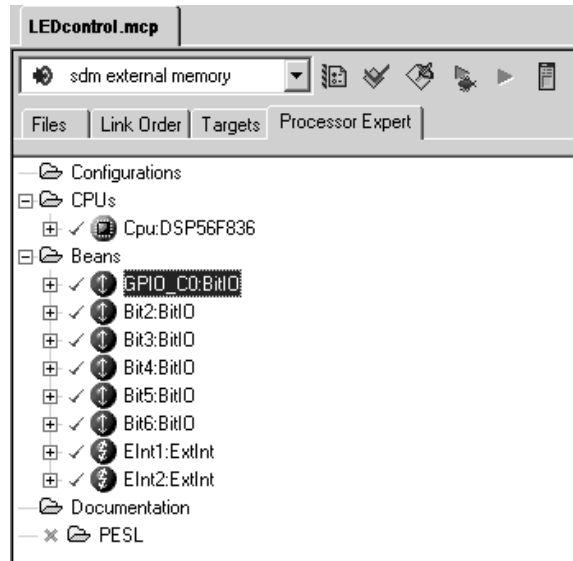 LEDcontrol.mcp
sdm external memory
Files Link Order Targets Processor Expert
Configurations
CPUs
Cpu:DSP56F836
Beans
GPIO_C0:BitIO
Bit2:BitIO
Bit3:BitIO
Bit4:BitIO
Bit5:BitIO
Bit6:BitIO
EInt1:ExtInt
EInt2:ExtInt
Documentation
PESL